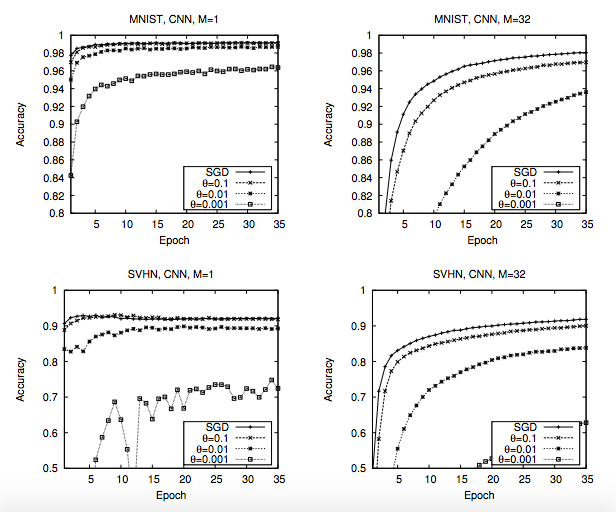 MNIST, CNN, M=1
1
0.98
0.96
0.94
0.92
0.9
0.88
0.86
0.84
0.82
0.8
Accuracy
SGD
θ=0.1
θ=0.01
θ=0.001
5 10 15 20 25 30 35
Epoch
MNIST, CNN, M=32
1
0.98
0.96
0.94
0.92
0.9
0.88
0.86
0.84
0.82
0.8
Accuracy
SGD
θ=0.1
θ=0.01
θ=0.001
5 10 15 20 25 30 35
Epoch
SVHN, CNN, M=1
1
0.9
0.8
0.7
0.6
0.5
Accuracy
SGD
θ=0.1
θ=0.01
θ=0.001
5 10 15 20 25 30 35
Epoch
SVHN, CNN, M=32
1
0.9
0.8
0.7
0.6
0.5
Accuracy
SGD
θ=0.1
θ=0.01
θ=0.001
5 10 15 20 25 30 35
Epoch